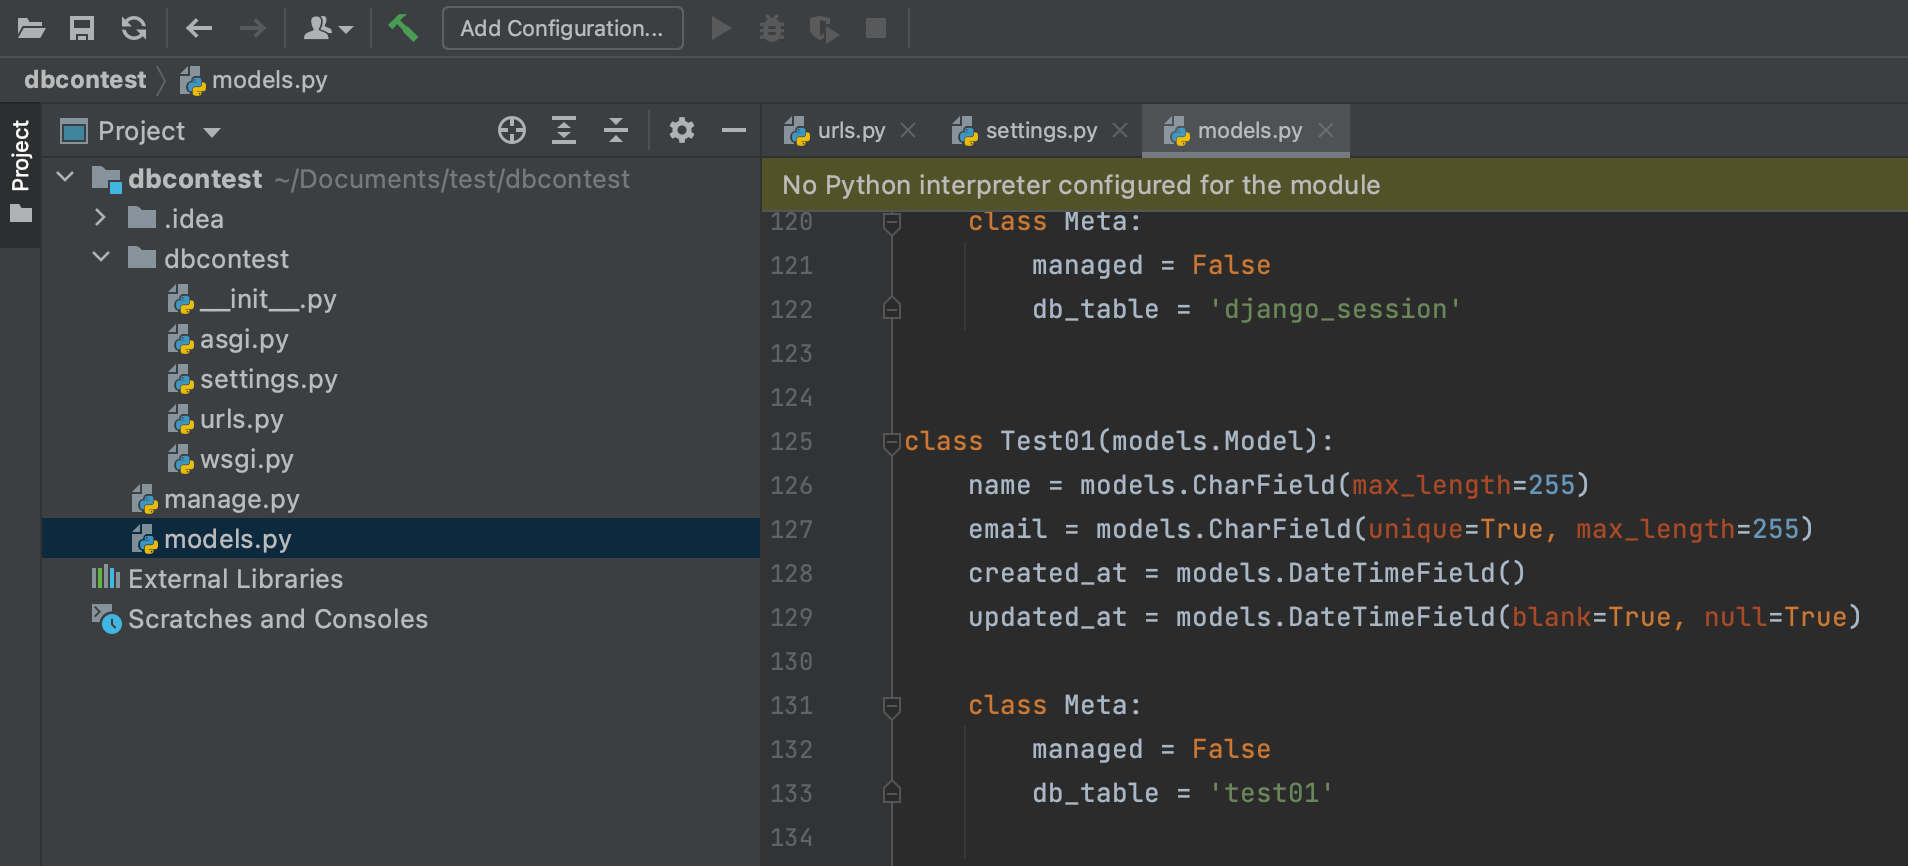 Add Configuration...
dbcontest
models.py
Project
Project
dbcontest ~/Documents/test/dbcontest
.idea
dbcontest
__init__.py
asgi.py
settings.py
urls.py
wsgi.py
manage.py
models.py
External Libraries
Scratches and Consoles
urls.py
settings.py
models.py
No Python interpreter configured for the module
120 class Meta:
121 managed = False
122 db_table = 'django_session'
123
124
125 class Test01(models.Model):
126 name = models.CharField(max_length=255)
127 email = models.CharField(unique=True, max_length=255)
128 created_at = models.DateTimeField()
129 updated_at = models.DateTimeField(blank=True, null=True)
130
131 class Meta:
132 managed = False
133 db_table = 'test01'
134